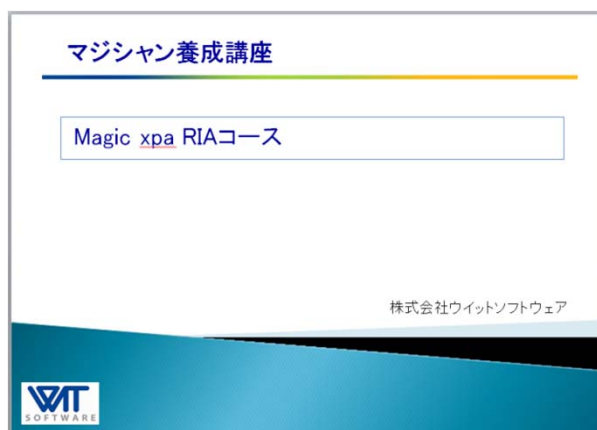 マジシャン養成講座
Magic xpa RIAコース
株式会社ウイットソフトウェア
WIT
SOFTWARE